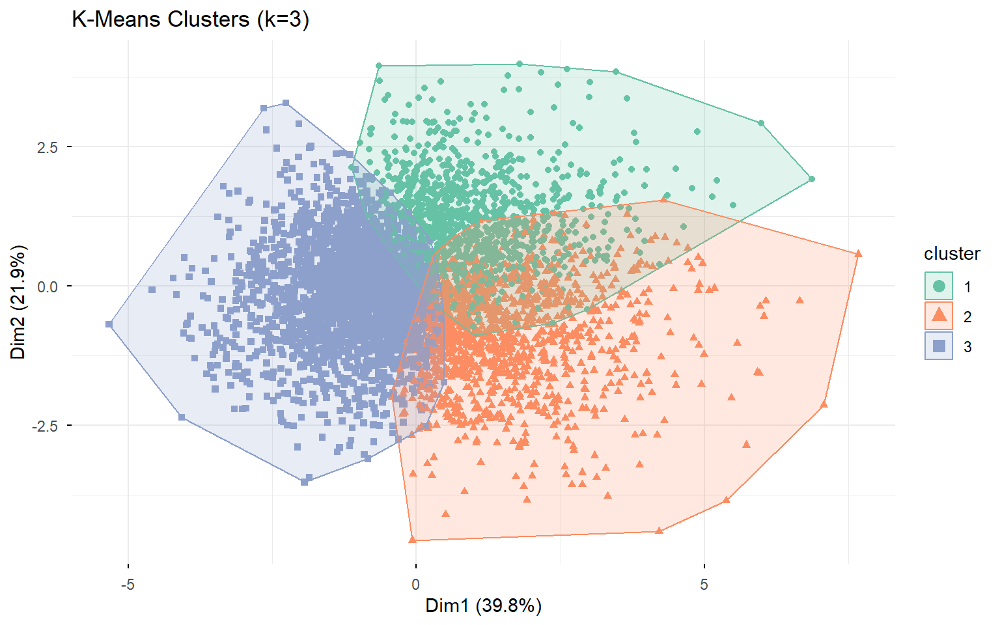 K-Means Clusters (k=3)
2.5
0.0
-2.5
Dim2 (21.9%)
-5
0
5
Dim1 (39.8%)
cluster
1
2
3